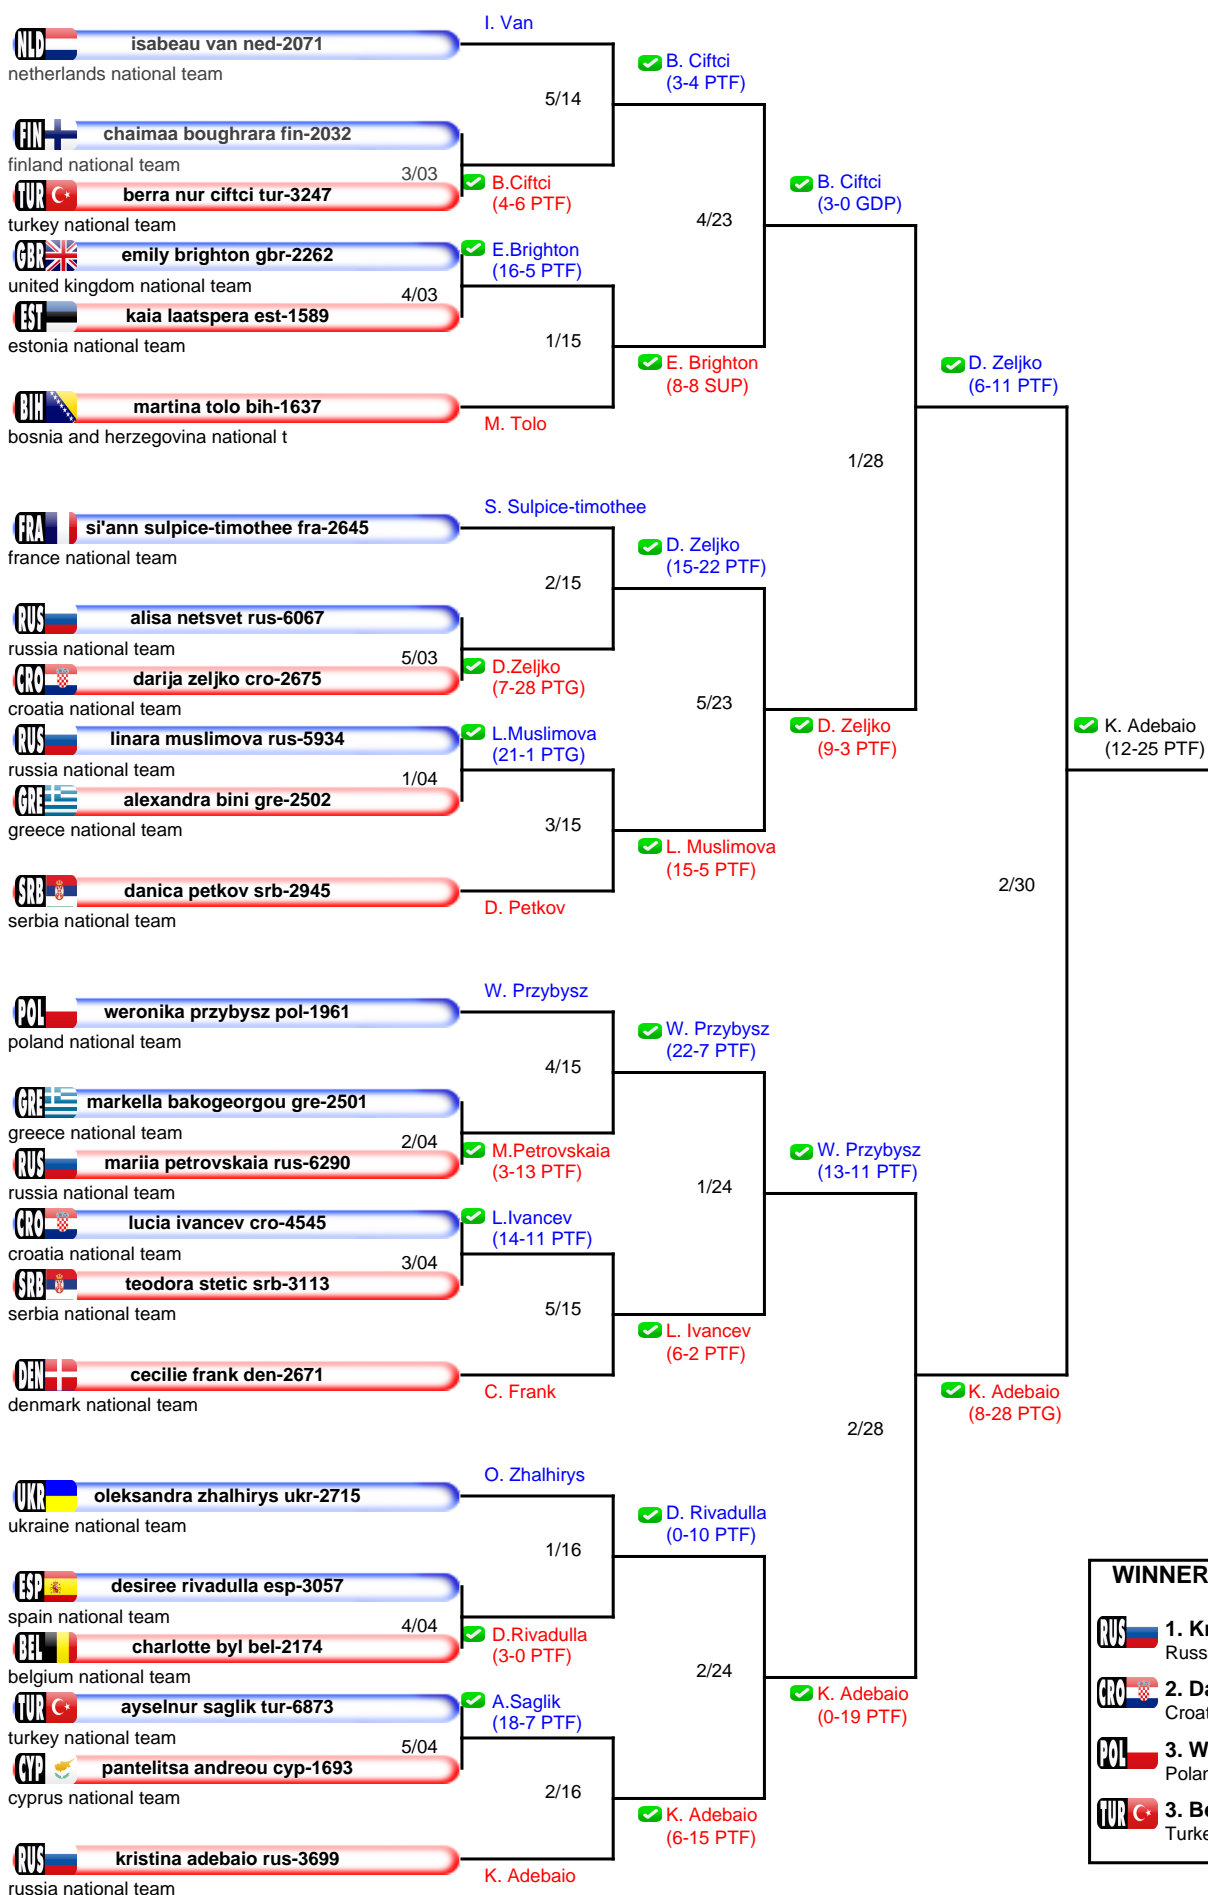 I. Van
NLD isabeau van ned-2071
netherlands national team
B. Ciftci
(3-4 PTF)
5/14
FIN chaimaa boughrara fin-2032
finland national team
3/03
TUR berra nur ciftci tur-3247
turkey national team
B.Ciftci
(4-6 PTF)
B. Ciftci
(3-0 GDP)
4/23
GBR emily brighton gbr-2262
united kingdom national team
E.Brighton
(16-5 PTF)
4/03
EST kaia laatspera est-1589
estonia national team
1/15
E. Brighton
(8-8 SUP)
D. Zeljko
(6-11 PTF)
BIH martina tolo bih-1637
bosnia and herzegovina national t
M. Tolo
1/28
S. Sulpice-timothee
FRA si'ann sulpice-timothee fra-2645
france national team
D. Zeljko
(15-22 PTF)
2/15
RUS alisa netsvet rus-6067
russia national team
5/03
CRO darija zeljko cro-2675
croatia national team
D.Zeljko
(7-28 PTG)
5/23
D. Zeljko
(9-3 PTF)
K. Adebaio
(12-25 PTF)
RUS linara muslimova rus-5934
russia national team
L.Muslimova
(21-1 PTG)
1/04
GRE alexandra bini gre-2502
greece national team
3/15
L. Muslimova
(15-5 PTF)
SRB danica petkov srb-2945
serbia national team
D. Petkov
2/30
W. Przybysz
POL weronika przybysz pol-1961
poland national team
W. Przybysz
(22-7 PTF)
4/15
GRE markella bakogeorgou gre-2501
greece national team
2/04
RUS mariia petrovskaia rus-6290
russia national team
M.Petrovskaia
(3-13 PTF)
W. Przybysz
(13-11 PTF)
1/24
CRO lucia ivancev cro-4545
croatia national team
L.Ivancev
(14-11 PTF)
3/04
SRB teodora stetic srb-3113
serbia national team
5/15
L. Ivancev
(6-2 PTF)
DEN cecilie frank den-2671
denmark national team
C. Frank
K. Adebaio
(8-28 PTG)
2/28
O. Zhalhirys
UKR oleksandra zhalhirys ukr-2715
ukraine national team
D. Rivadulla
(0-10 PTF)
1/16
ESP desiree rivadulla esp-3057
spain national team
4/04
BEL charlotte byl bel-2174
belgium national team
D.Rivadulla
(3-0 PTF)
2/24
K. Adebaio
(0-19 PTF)
TUR ayselnur saglik tur-6873
turkey national team
A.Saglik
(18-7 PTF)
5/04
CYP pantelitsa andreou cyp-1693
cyprus national team
2/16
K. Adebaio
(6-15 PTF)
RUS kristina adebaio rus-3699
russia national team
K. Adebaio
WINNER
RUS 1. Kr
Russ
CRO 2. Da
Croat
POL 3. W
Polan
TUR 3. Be
Turke